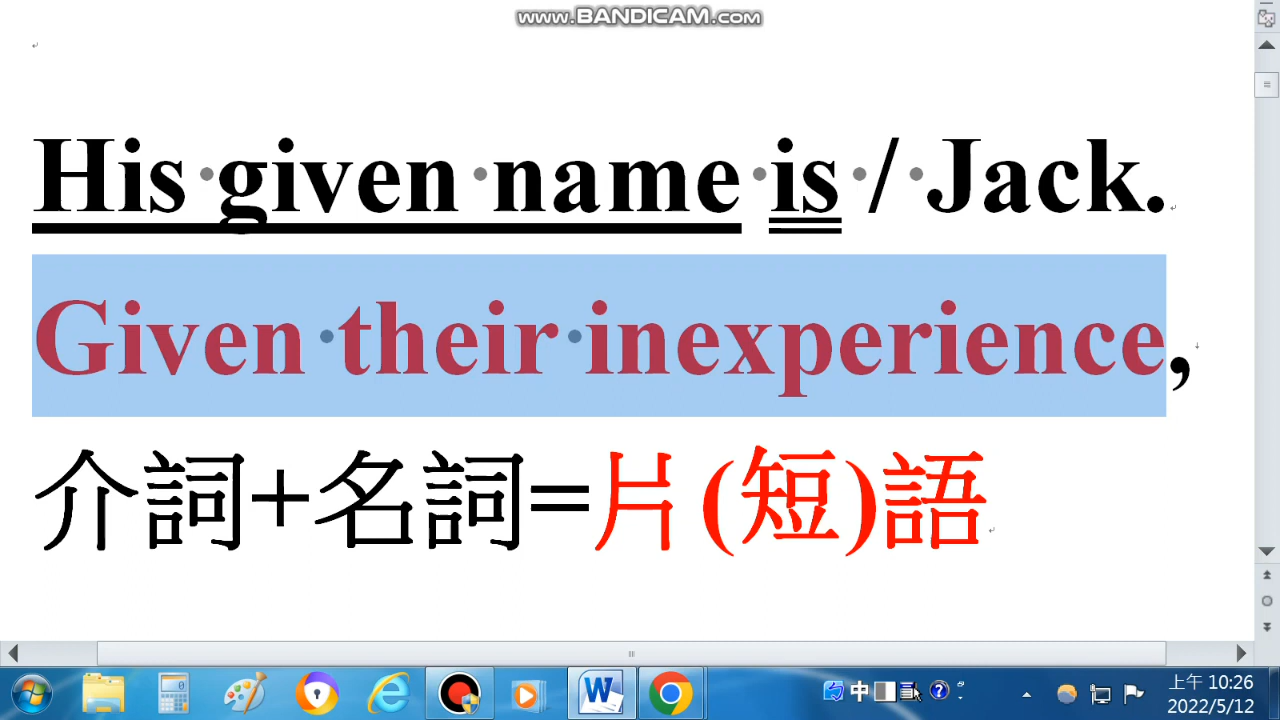 www.BANDICAM.com
His given name is / Jack.
Given their inexperience,
介詞+名詞=片(短)語
中
上午 10:26
2022/5/12